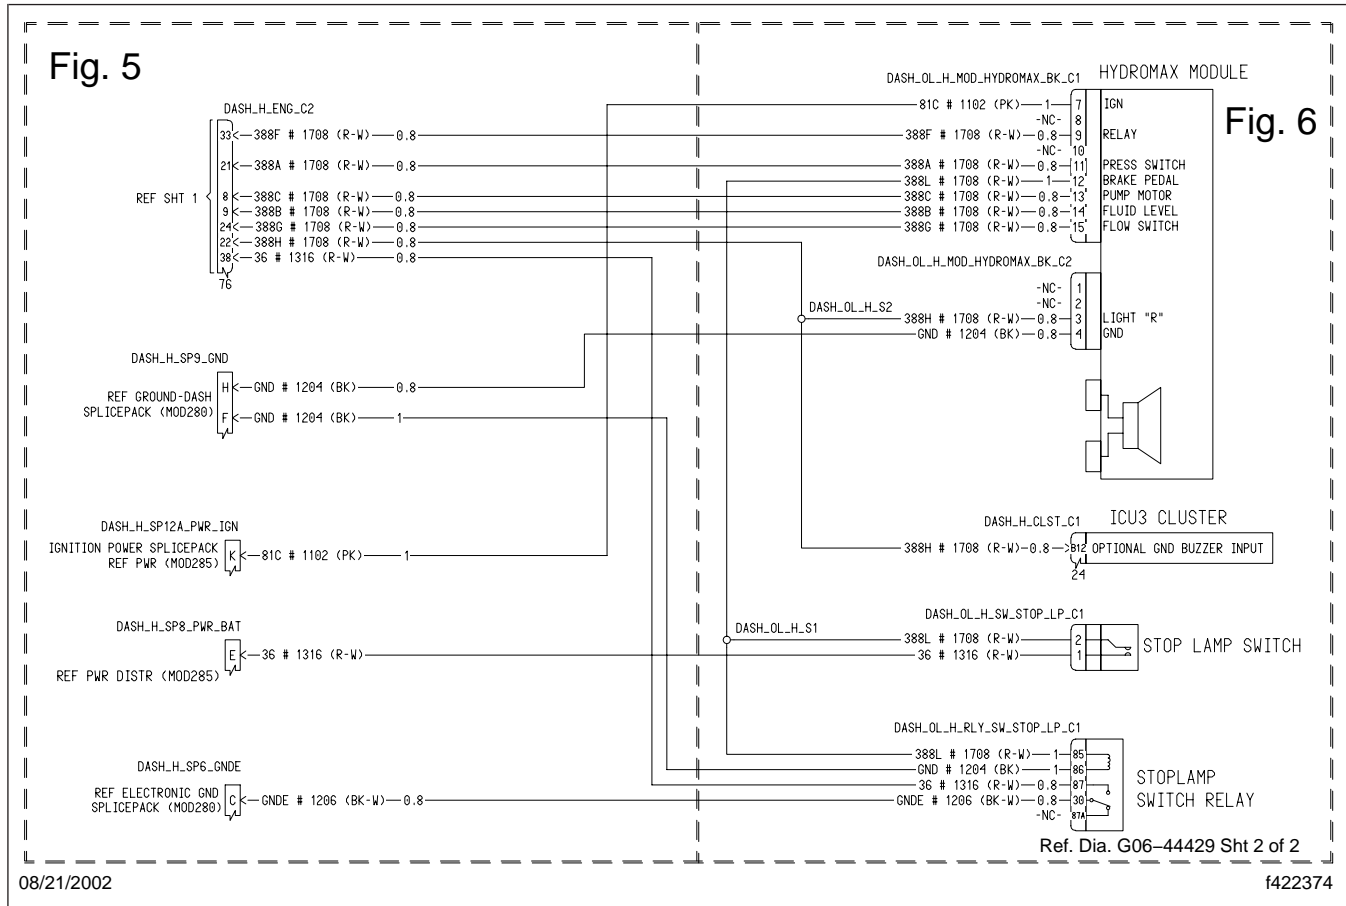 Fig. 5
DASH_H_ENG_C2
33 388F # 1708 (R-W) 0.8
21 388A # 1708 (R-W) 0.8
REF SHT 1
8 388C # 1708 (R-W) 0.8
9 388B # 1708 (R-W) 0.8
24 388G # 1708 (R-W) 0.8
22 388H # 1708 (R-W) 0.8
38 36 # 1316 (R-W) 0.8
76
DASH_H_SP9_GND
H GND # 1204 (BK) 0.8
REF GROUND-DASH
SPLICEPACK (MOD280)
F GND # 1204 (BK) 1
DASH_H_SP12A_PWR_IGN
IGNITION POWER SPLICEPACK
REF PWR (MOD285)
K 81C # 1102 (PK) 1
DASH_H_SP8_PWR_BAT
E 36 # 1316 (R-W)
REF PWR DISTR (MOD285)
DASH_H_SP6_GNDE
REF ELECTRONIC GND
SPLICEPACK (MOD280)
C GNDE # 1206 (BK-W) 0.8
DASH_OL_H_MOD_HYDROMAX_BK_C1
HYDROMAX MODULE
Fig. 6
81C # 1102 (PK) 1 7 IGN
-NC- 8
388F # 1708 (R-W) 0.8 9 RELAY
-NC- 10
388A # 1708 (R-W) 0.8 11 PRESS SWITCH
388L # 1708 (R-W) 1 12 BRAKE PEDAL
388C # 1708 (R-W) 0.8 13 PUMP MOTOR
388B # 1708 (R-W) 0.8 14 FLUID LEVEL
388G # 1708 (R-W) 0.8 15 FLOW SWITCH
DASH_OL_H_MOD_HYDROMAX_BK_C2
-NC- 1
-NC- 2
DASH_OL_H_S2
388H # 1708 (R-W) 0.8 3 LIGHT "R"
GND # 1204 (BK) 0.8 4 GND
DASH_H_CLST_C1
ICU3 CLUSTER
388H # 1708 (R-W) 0.8 B12 OPTIONAL GND BUZZER INPUT
24
DASH_OL_H_SW_STOP_LP_C1
DASH_OL_H_S1
388L # 1708 (R-W) 2
36 # 1316 (R-W) 1
STOP LAMP SWITCH
DASH_OL_H_RLY_SW_STOP_LP_C1
388L # 1708 (R-W) 1 85
GND # 1204 (BK) 1 86
36 # 1316 (R-W) 0.8 87
GNDE # 1206 (BK-W) 0.8 30
-NC- 87A
STOPLAMP
SWITCH RELAY
Ref. Dia. G06–44429 Sht 2 of 2
08/21/2002
f422374